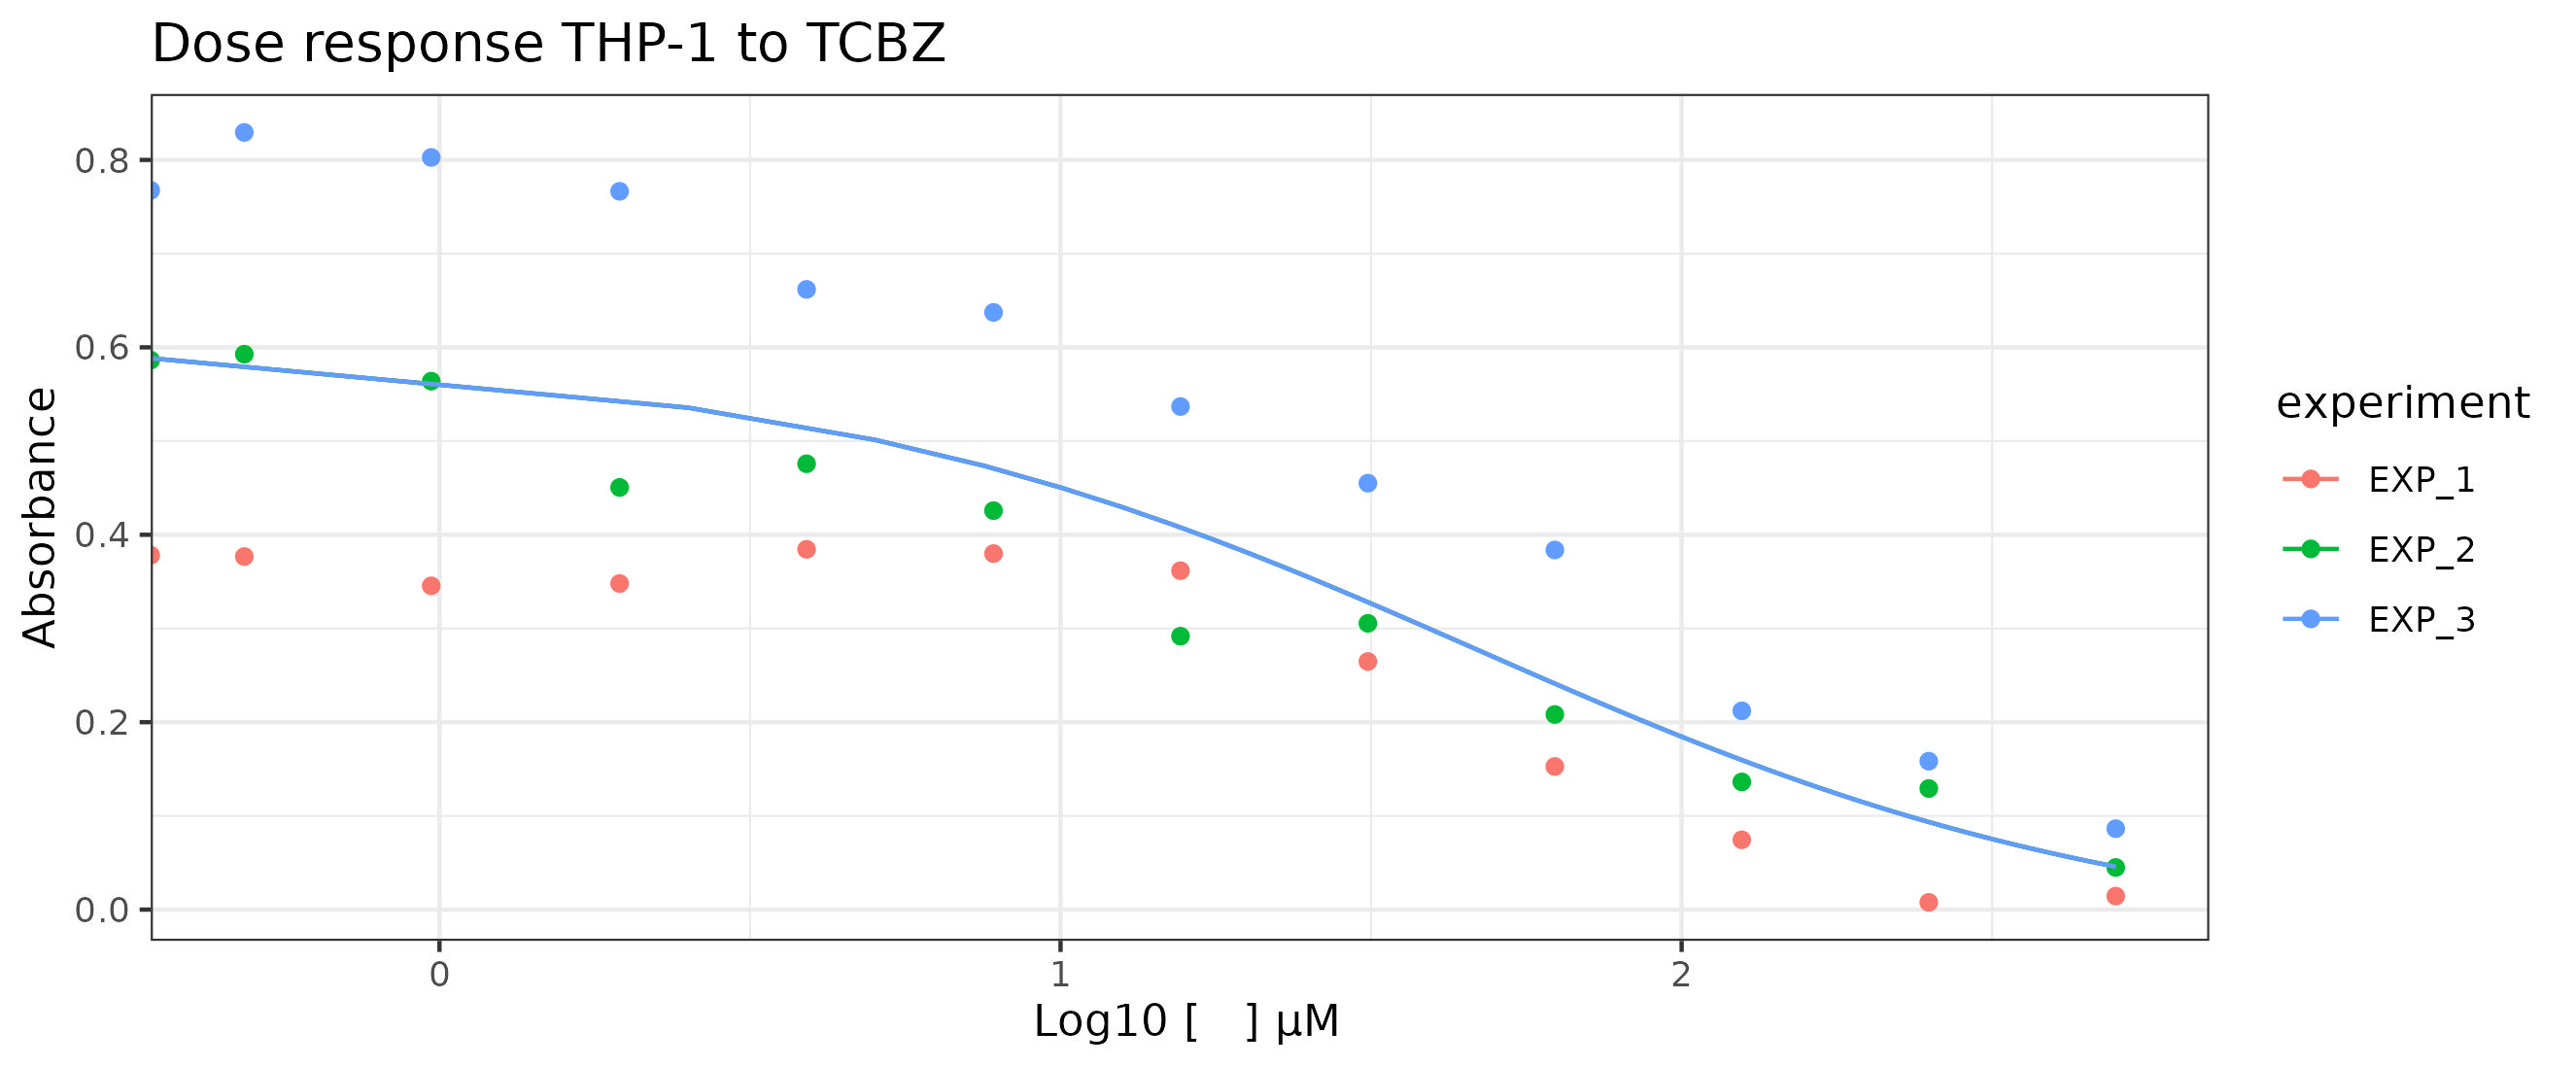 Dose response THP-1 to TCBZ
Absorbance
0.8
0.6
0.4
0.2
0.0
0 1 2
Log10 [   ] µM
experiment
EXP_1
EXP_2
EXP_3